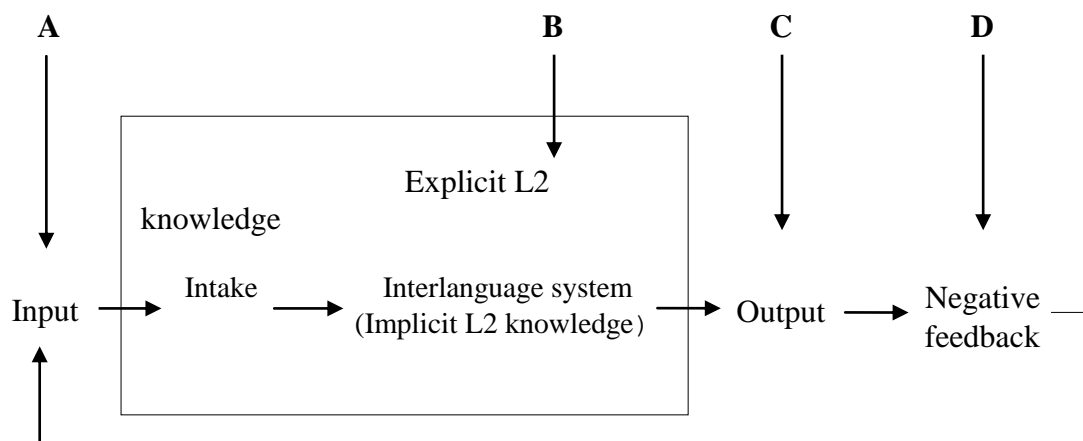 A B C D
Explicit L2
knowledge
Input Intake Interlanguage system
(Implicit L2 knowledge) Output Negative
feedback